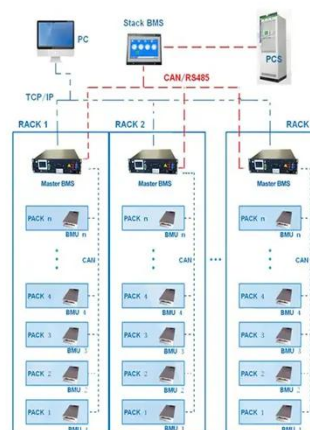 PC
Stack BMS
PCS
CAN/RS485
TCP/IP
RACK 1
RACK 2
RACK
Master BMS
Master BMS
Master BMS
PACK n
PACK n
PACK n
BMU n
BMU n
BMU n
CAN
CAN
CAN
PACK 4
PACK 4
PACK 4
BMU 4
BMU 4
BMU 4
PACK 3
PACK 3
PACK 3
BMU 3
BMU 3
BMU 3
PACK 2
PACK 2
PACK 2
BMU 2
BMU 2
BMU 2
PACK 1
PACK 1
PACK 1